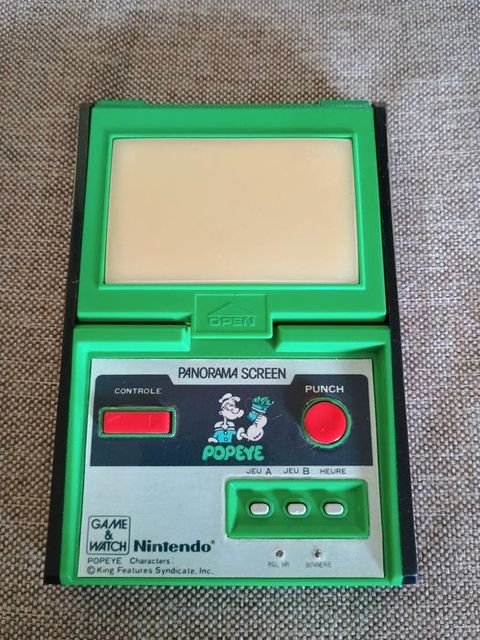 OPEN
PANORAMA SCREEN
CONTROLE
PUNCH
POPEYE
JEU A JEU B HEURE
GAME
&
WATCH Nintendo®
RGL HR SONNERIE
POPEYE Characters:
© King Features Syndicate, Inc.